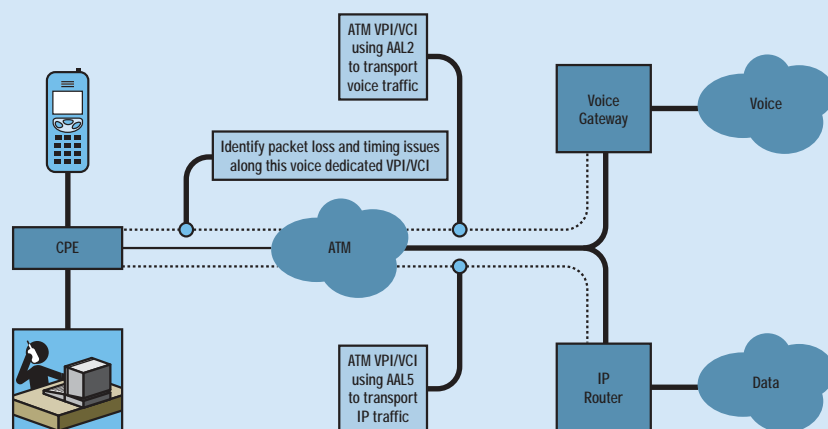 ATM VPI/VCI
using AAL2
to transport
voice traffic
Voice
Gateway
Voice
Identify packet loss and timing issues
along this voice dedicated VPI/VCI
CPE
ATM
ATM VPI/VCI
using AAL5
to transport
IP traffic
IP
Router
Data